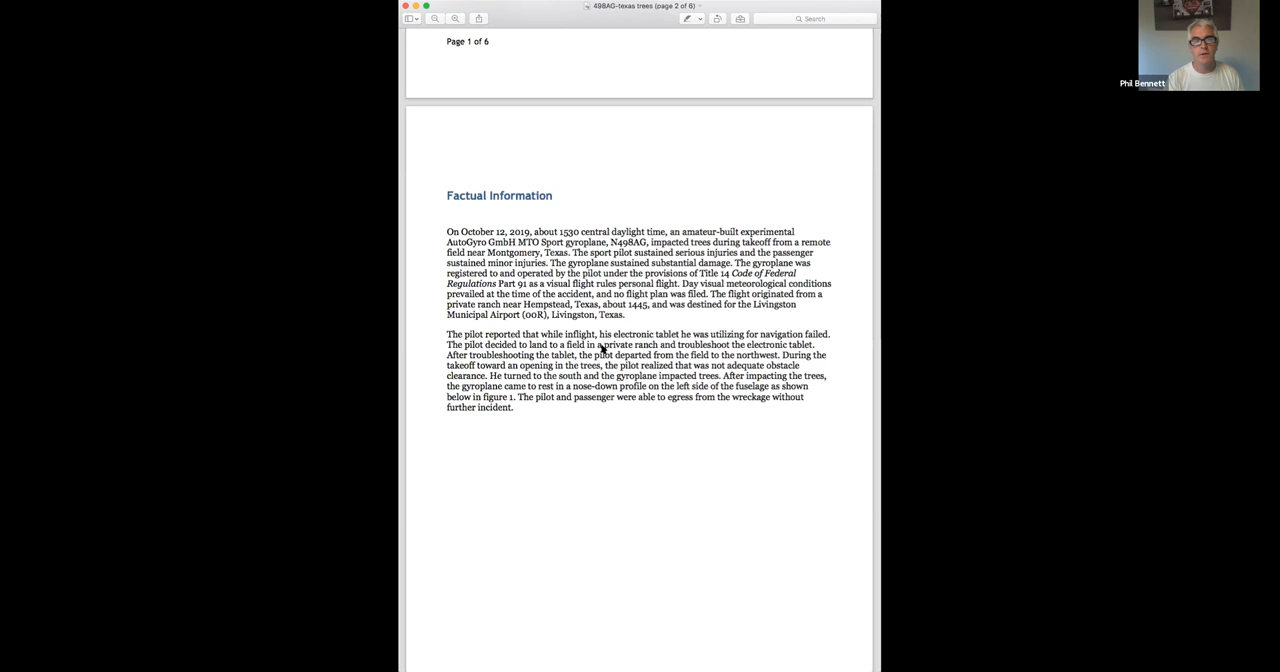 498AG-texas trees (page 2 of 6)
Search
Page 1 of 6
Phil Bennett
Factual Information
On October 12, 2019, about 1530 central daylight time, an amateur-built experimental
AutoGyro GmbH MTO Sport gyroplane, N498AG, impacted trees during takeoff from a remote
field near Montgomery, Texas. The sport pilot sustained serious injuries and the passenger
sustained minor injuries. The gyroplane sustained substantial damage. The gyroplane was
registered to and operated by the pilot under the provisions of Title 14 Code of Federal
Regulations Part 91 as a visual flight rules personal flight. Day visual meteorological conditions
prevailed at the time of the accident, and no flight plan was filed. The flight originated from a
private ranch near Hempstead, Texas, about 1445, and was destined for the Livingston
Municipal Airport (00R), Livingston, Texas.
The pilot reported that while inflight, his electronic tablet he was utilizing for navigation failed.
The pilot decided to land to a field in a private ranch and troubleshoot the electronic tablet.
After troubleshooting the tablet, the pilot departed from the field to the northwest. During the
takeoff toward an opening in the trees, the pilot realized that was not adequate obstacle
clearance. He turned to the south and the gyroplane impacted trees. After impacting the trees,
the gyroplane came to rest in a nose-down profile on the left side of the fuselage as shown
below in figure 1. The pilot and passenger were able to egress from the wreckage without
further incident.